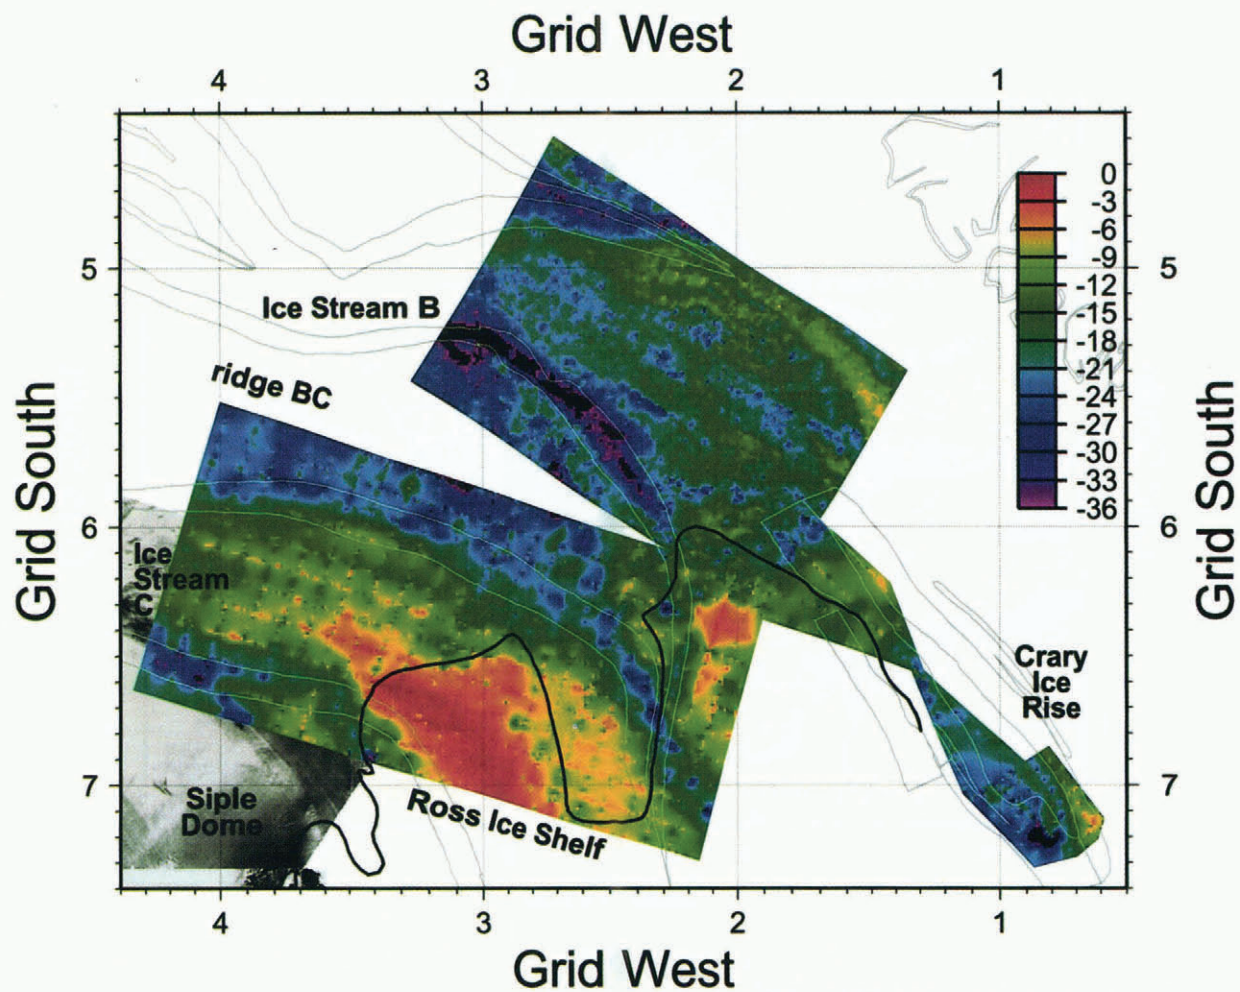 Grid West
4 3 2 1
0
-3
-6
-9
-12
-15
-18
-21
-24
-27
-30
-33
-36
5 5
Ice Stream B
ridge BC
Grid South
Grid South
6 6
Ice
Stream
C
Crary
Ice
Rise
7 7
Siple
Dome
Ross Ice Shelf
4 3 2 1
Grid West